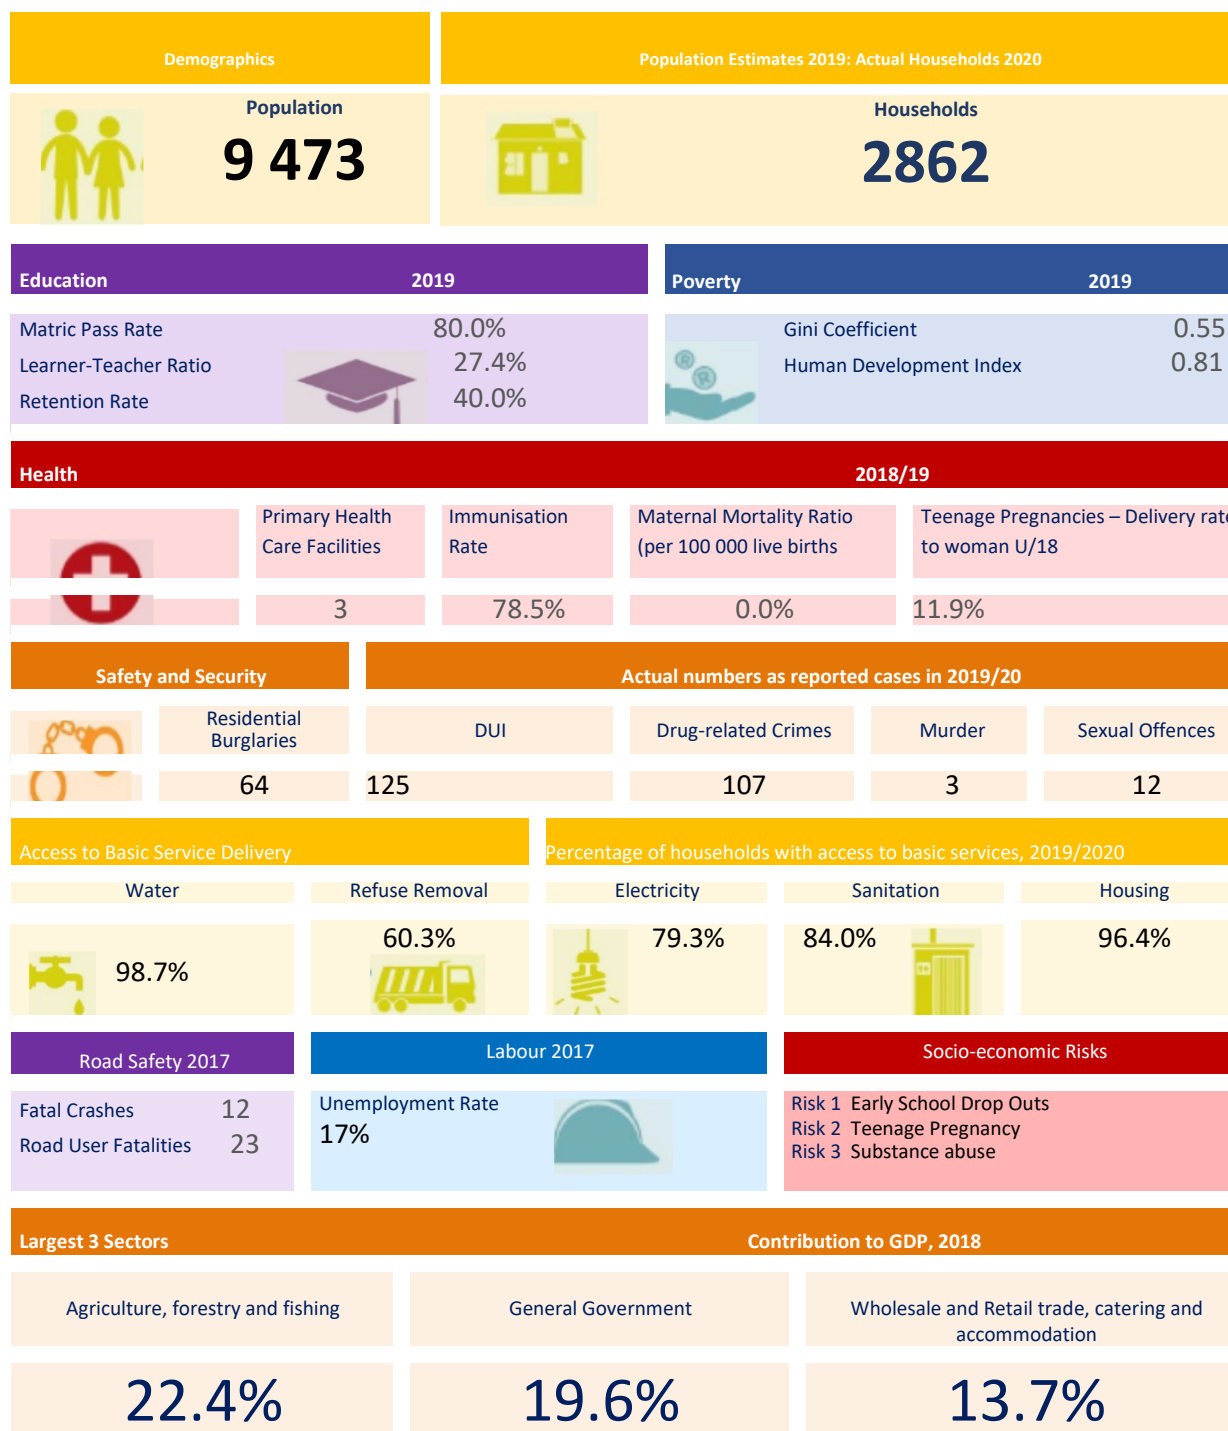 Demographics
Population Estimates 2019: Actual Households 2020
Population
9 473
Households
2862
Education 2019
Poverty 2019
Matric Pass Rate 80.0%
Learner-Teacher Ratio 27.4%
Retention Rate 40.0%
Gini Coefficient 0.55
Human Development Index 0.81
Health 2018/19
Primary Health
Care Facilities
Immunisation
Rate
Maternal Mortality Ratio
(per 100 000 live births
Teenage Pregnancies – Delivery rate
to woman U/18
3 78.5% 0.0% 11.9%
Safety and Security
Actual numbers as reported cases in 2019/20
Residential
Burglaries
DUI
Drug-related Crimes
Murder
Sexual Offences
64 125 107 3 12
Access to Basic Service Delivery
Percentage of households with access to basic services, 2019/2020
Water Refuse Removal Electricity Sanitation Housing
98.7% 60.3% 79.3% 84.0% 96.4%
Road Safety 2017
Labour 2017
Socio-economic Risks
Fatal Crashes 12
Road User Fatalities 23
Unemployment Rate
17%
Risk 1 Early School Drop Outs
Risk 2 Teenage Pregnancy
Risk 3 Substance abuse
Largest 3 Sectors
Contribution to GDP, 2018
Agriculture, forestry and fishing
General Government
Wholesale and Retail trade, catering and
accommodation
22.4% 19.6% 13.7%